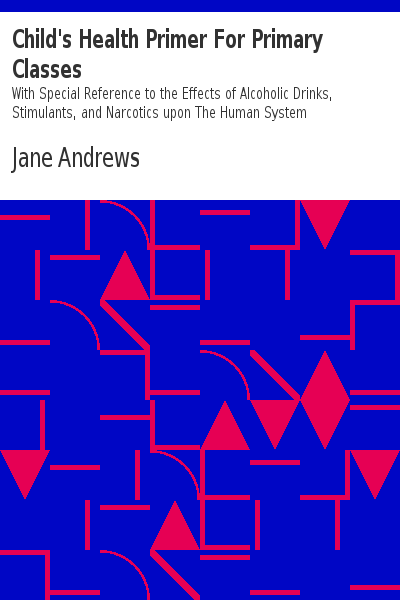 Child's Health Primer For Primary
Classes
With Special Reference to the Effects of Alcoholic Drinks,
Stimulants, and Narcotics upon The Human System
Jane Andrews